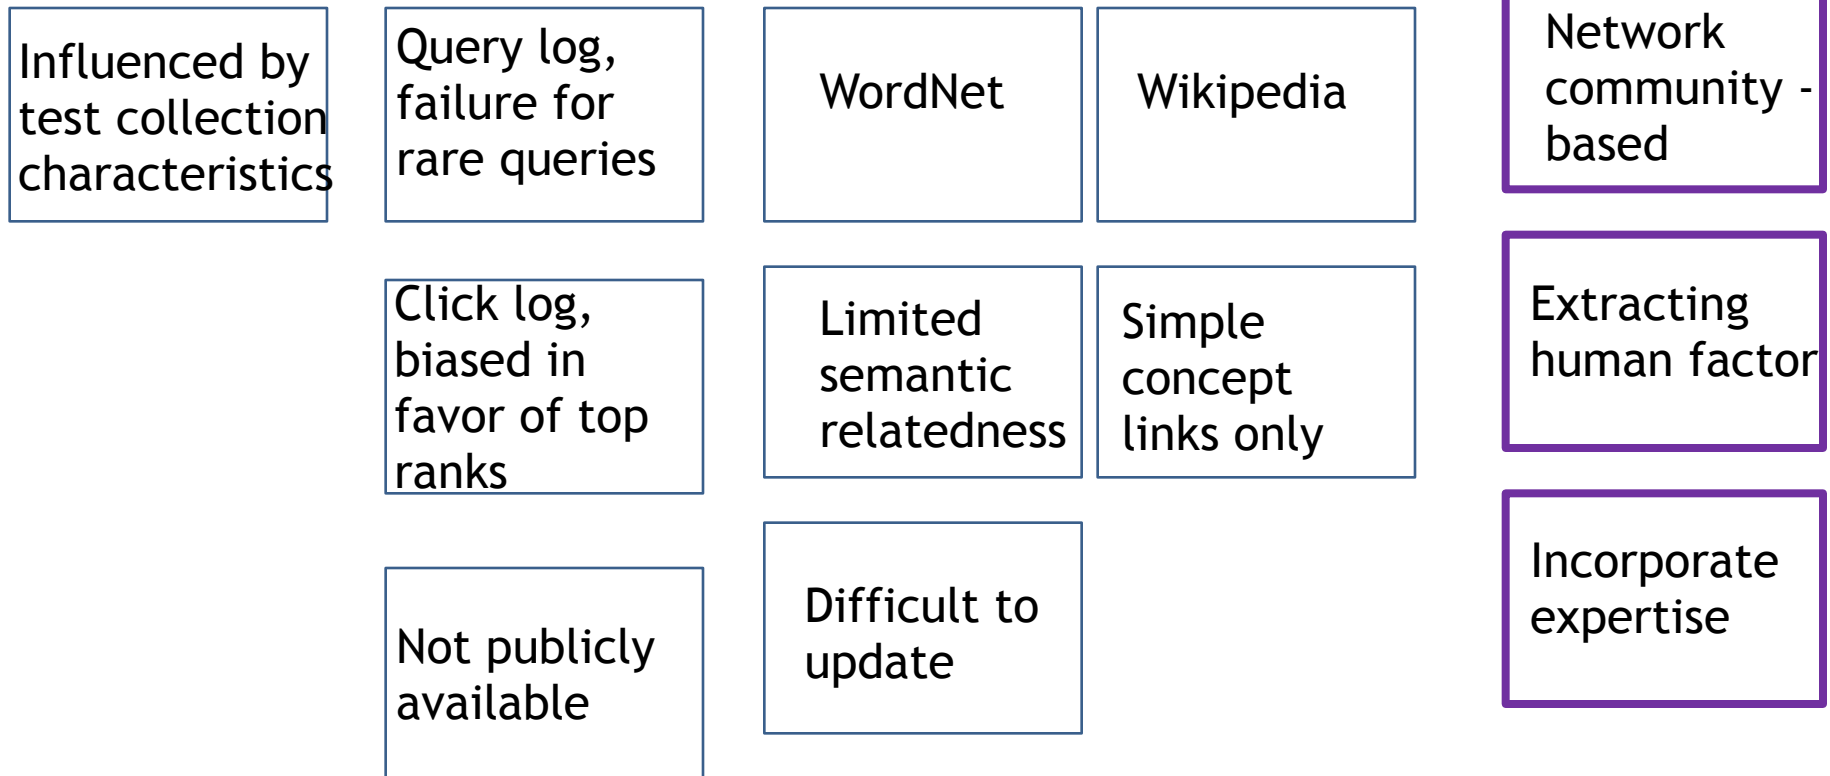 Influenced by
test collection
characteristics
Query log,
failure for
rare queries
Click log,
biased in
favor of top
ranks
Not publicly
available
WordNet
Limited
semantic
relatedness
Difficult to
update
Wikipedia
Simple
concept
links only
Network
community -
based
Extracting
human factor
Incorporate
expertise